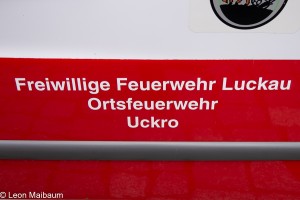 Freiwillige Feuerwehr Luckau
Ortsfeuerwehr
Uckro
© Leon Maibaum